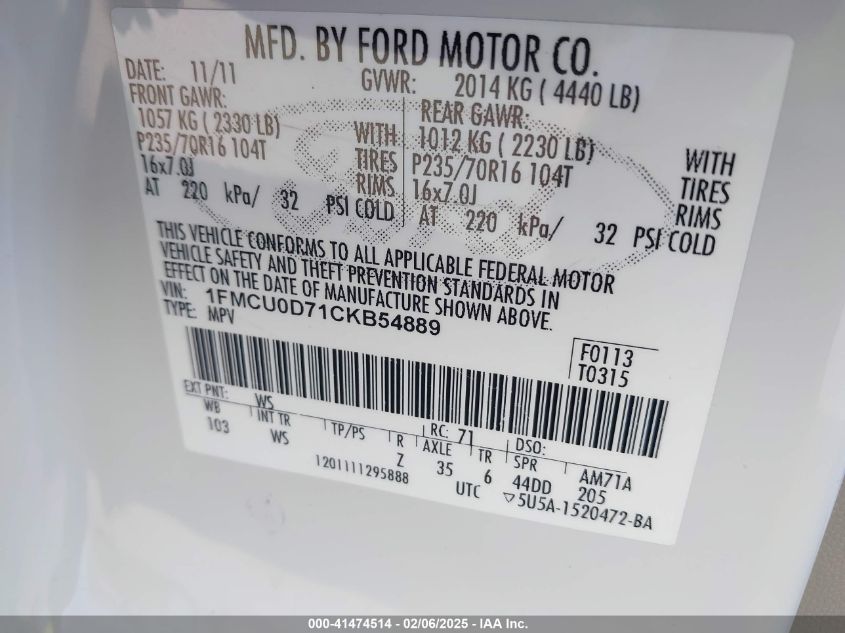 MFD. BY FORD MOTOR CO.
DATE: 11/11 GVWR: 2014 KG ( 4440 LB)
FRONT GAWR: REAR GAWR:
1057 KG ( 2330 LB) WITH 1012 KG ( 2230 LB) WITH
P235/70R16 104T TIRES P235/70R16 104T TIRES
16x7.0J RIMS 16x7.0J RIMS
AT 220 kPa/ 32 PSI COLD AT 220 kPa/ 32 PSI COLD
THIS VEHICLE CONFORMS TO ALL APPLICABLE FEDERAL MOTOR
VEHICLE SAFETY AND THEFT PREVENTION STANDARDS IN
EFFECT ON THE DATE OF MANUFACTURE SHOWN ABOVE.
VIN: 1FMCU0D71CKB54889
TYPE: MPV
F0113
T0315
EXT PNT: WS RC: 71 DSO: AM71A
WB INT TR TP/PS R AXLE TR SPR 205
103 WS Z 35 6 44DD
1201111295888 UTC ▽5U5A-1520472-BA
000-41474514 - 02/06/2025 - IAA Inc.